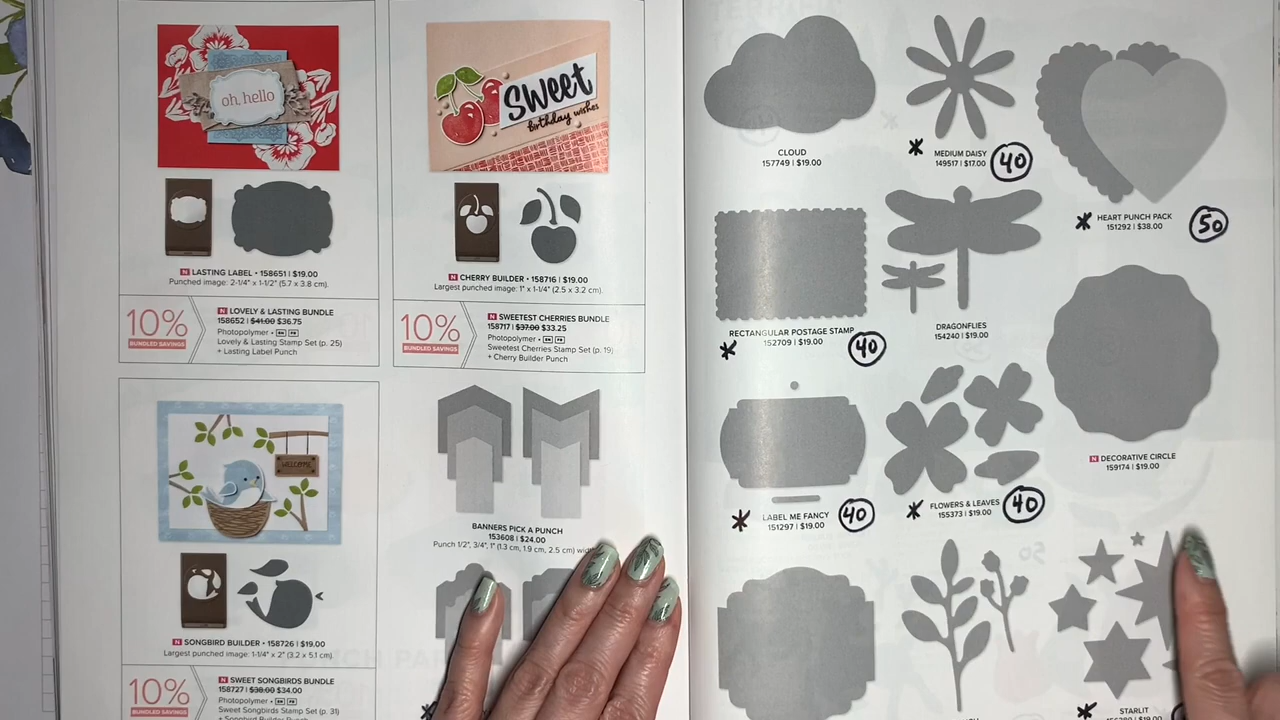 oh, hello
N LASTING LABEL • 158651 | $19.00
Punched image: 2-1/4" x 1-1/2" (5.7 x 3.8 cm).
10%
BUNDLED SAVINGS
N LOVELY & LASTING BUNDLE
158652 | $41.00 $36.75
Photopolymer •
Lovely & Lasting Stamp Set (p. 25)
+ Lasting Label Punch
Sweet
birthday wishes
N CHERRY BUILDER • 158716 | $19.00
Largest punched image: 1" x 1-1/4" (2.5 x 3.2 cm).
10%
BUNDLED SAVINGS
N SWEETEST CHERRIES BUNDLE
158717 | $37.00 $33.25
Photopolymer •
Sweetest Cherries Stamp Set (p. 19)
+ Cherry Builder Punch
WELCOME
N SONGBIRD BUILDER • 158726 | $19.00
Largest punched image: 1-1/4" x 2" (3.2 x 5.1 cm).
10%
BUNDLED SAVINGS
N SWEET SONGBIRDS BUNDLE
158727 | $38.00 $34.00
Photopolymer •
Sweet Songbirds Stamp Set (p. 31)
+ Songbird Builder Punch
BANNERS PICK A PUNCH
153608 | $24.00
Punch 1/2", 3/4", 1" (1.3 cm, 1.9 cm, 2.5 cm)
CLOUD
157749 | $19.00
MEDIUM DAISY
149517 | $17.00
40
HEART PUNCH PACK
151292 | $38.00
50
RECTANGULAR POSTAGE STAMP
152709 | $19.00
40
DRAGONFLIES
154240 | $19.00
N DECORATIVE CIRCLE
159174 | $19.00
LABEL ME FANCY
151297 | $19.00
40
FLOWERS & LEAVES
155373 | $19.00
40
STARLIT